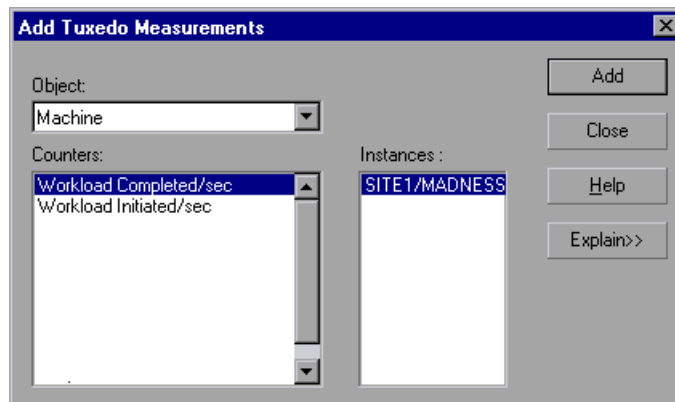 Add Tuxedo Measurements
Object:
Machine
Counters:
Workload Completed/sec
Workload Initiated/sec
Instances :
SITE1/MADNESS
Add
Close
Help
Explain>>